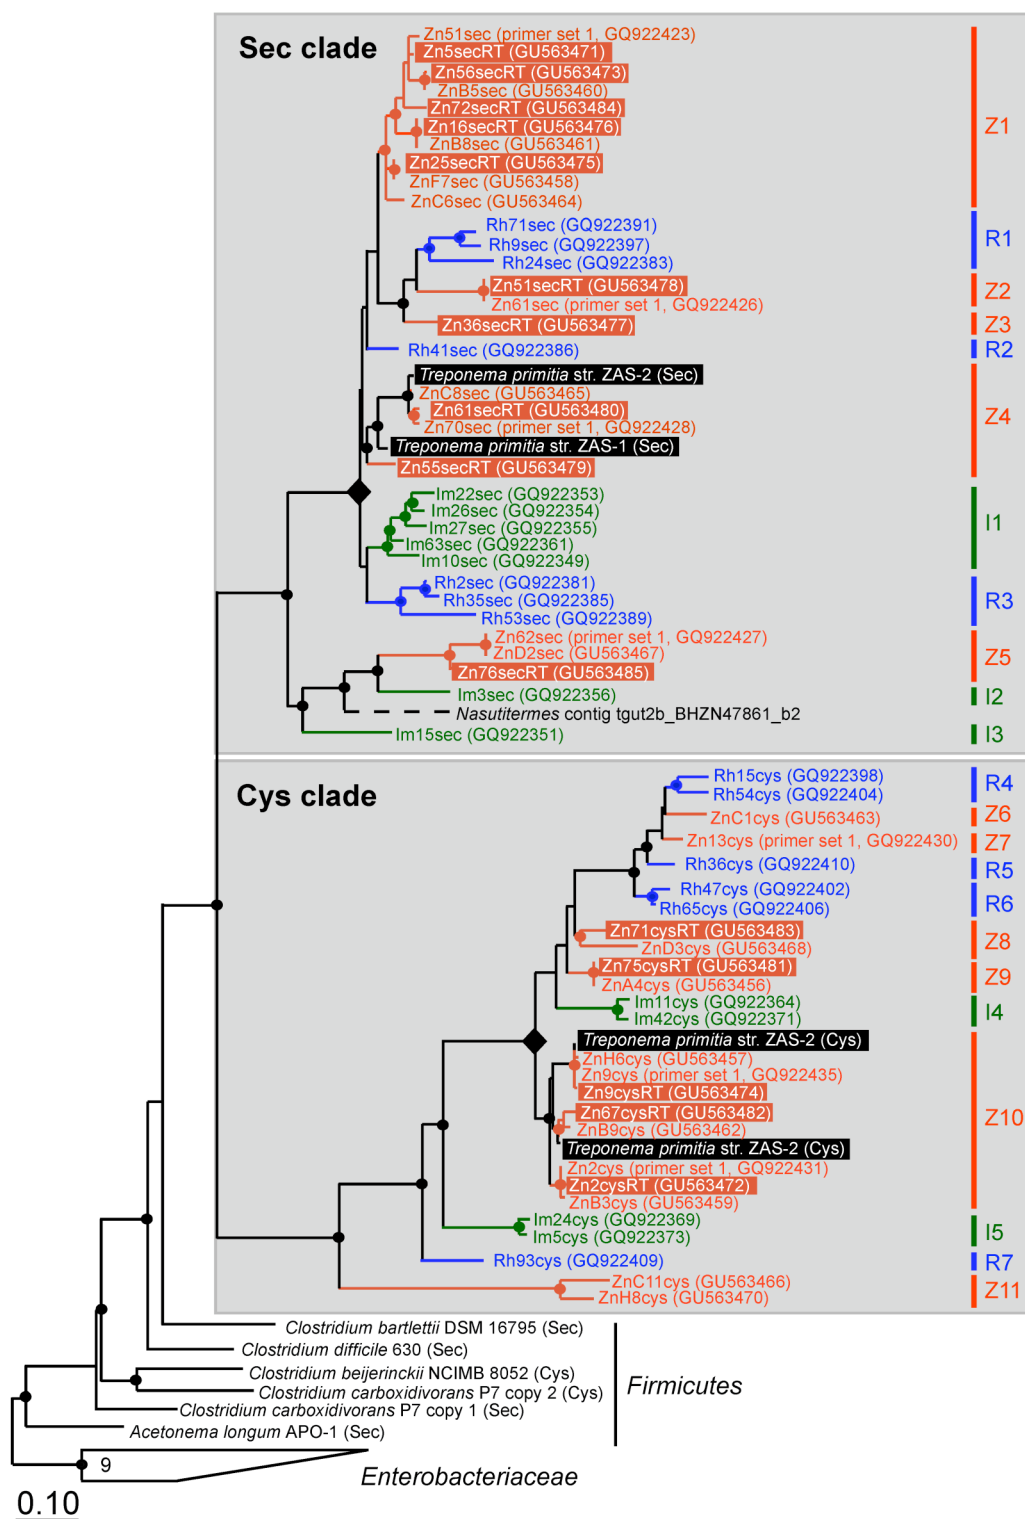 Sec clade
Zn51sec (primer set 1, GQ922423)
Zn5secRT (GU563471)
Zn56secRT (GU563473)
ZnB5sec (GU563460)
Zn72secRT (GU563484)
Zn16secRT (GU563476)
ZnB8sec (GU563461)
Zn25secRT (GU563475)
ZnF7sec (GU563458)
ZnC6sec (GU563464)
Z1
Rh71sec (GQ922391)
Rh9sec (GQ922397)
Rh24sec (GQ922383)
R1
Zn51secRT (GU563478)
Zn61sec (primer set 1, GQ922426)
Z2
Zn36secRT (GU563477)
Z3
Rh41sec (GQ922386)
R2
Treponema primitia str. ZAS-2 (Sec)
ZnC8sec (GU563465)
Zn61secRT (GU563480)
Zn70sec (primer set 1, GQ922428)
Treponema primitia str. ZAS-1 (Sec)
Zn55secRT (GU563479)
Z4
Im22sec (GQ922353)
Im26sec (GQ922354)
Im27sec (GQ922355)
Im63sec (GQ922361)
Im10sec (GQ922349)
I1
Rh2sec (GQ922381)
Rh35sec (GQ922385)
Rh53sec (GQ922389)
R3
Zn62sec (primer set 1, GQ922427)
ZnD2sec (GU563467)
Zn76secRT (GU563485)
Z5
Im3sec (GQ922356)
I2
Nasutitermes contig tgut2b_BHZN47861_b2
Im15sec (GQ922351)
I3
Cys clade
Rh15cys (GQ922398)
Rh54cys (GQ922404)
R4
ZnC1cys (GU563463)
Z6
Zn13cys (primer set 1, GQ922430)
Z7
Rh36cys (GQ922410)
R5
Rh47cys (GQ922402)
Rh65cys (GQ922406)
R6
Zn71cysRT (GU563483)
ZnD3cys (GU563468)
Z8
Zn75cysRT (GU563481)
ZnA4cys (GU563456)
Z9
Im11cys (GQ922364)
Im42cys (GQ922371)
I4
Treponema primitia str. ZAS-2 (Cys)
ZnH6cys (GU563457)
Zn9cys (primer set 1, GQ922435)
Zn9cysRT (GU563474)
Zn67cysRT (GU563482)
ZnB9cys (GU563462)
Treponema primitia str. ZAS-2 (Cys)
Zn2cys (primer set 1, GQ922431)
Zn2cysRT (GU563472)
ZnB3cys (GU563459)
Z10
Im24cys (GQ922369)
Im5cys (GQ922373)
I5
Rh93cys (GQ922409)
R7
ZnC11cys (GU563466)
ZnH8cys (GU563470)
Z11
Clostridium bartlettii DSM 16795 (Sec)
Clostridium difficile 630 (Sec)
Clostridium beijerinckii NCIMB 8052 (Cys)
Clostridium carboxidivorans P7 copy 2 (Cys)
Clostridium carboxidivorans P7 copy 1 (Sec)
Acetonema longum APO-1 (Sec)
Firmicutes
9
Enterobacteriaceae
0.10